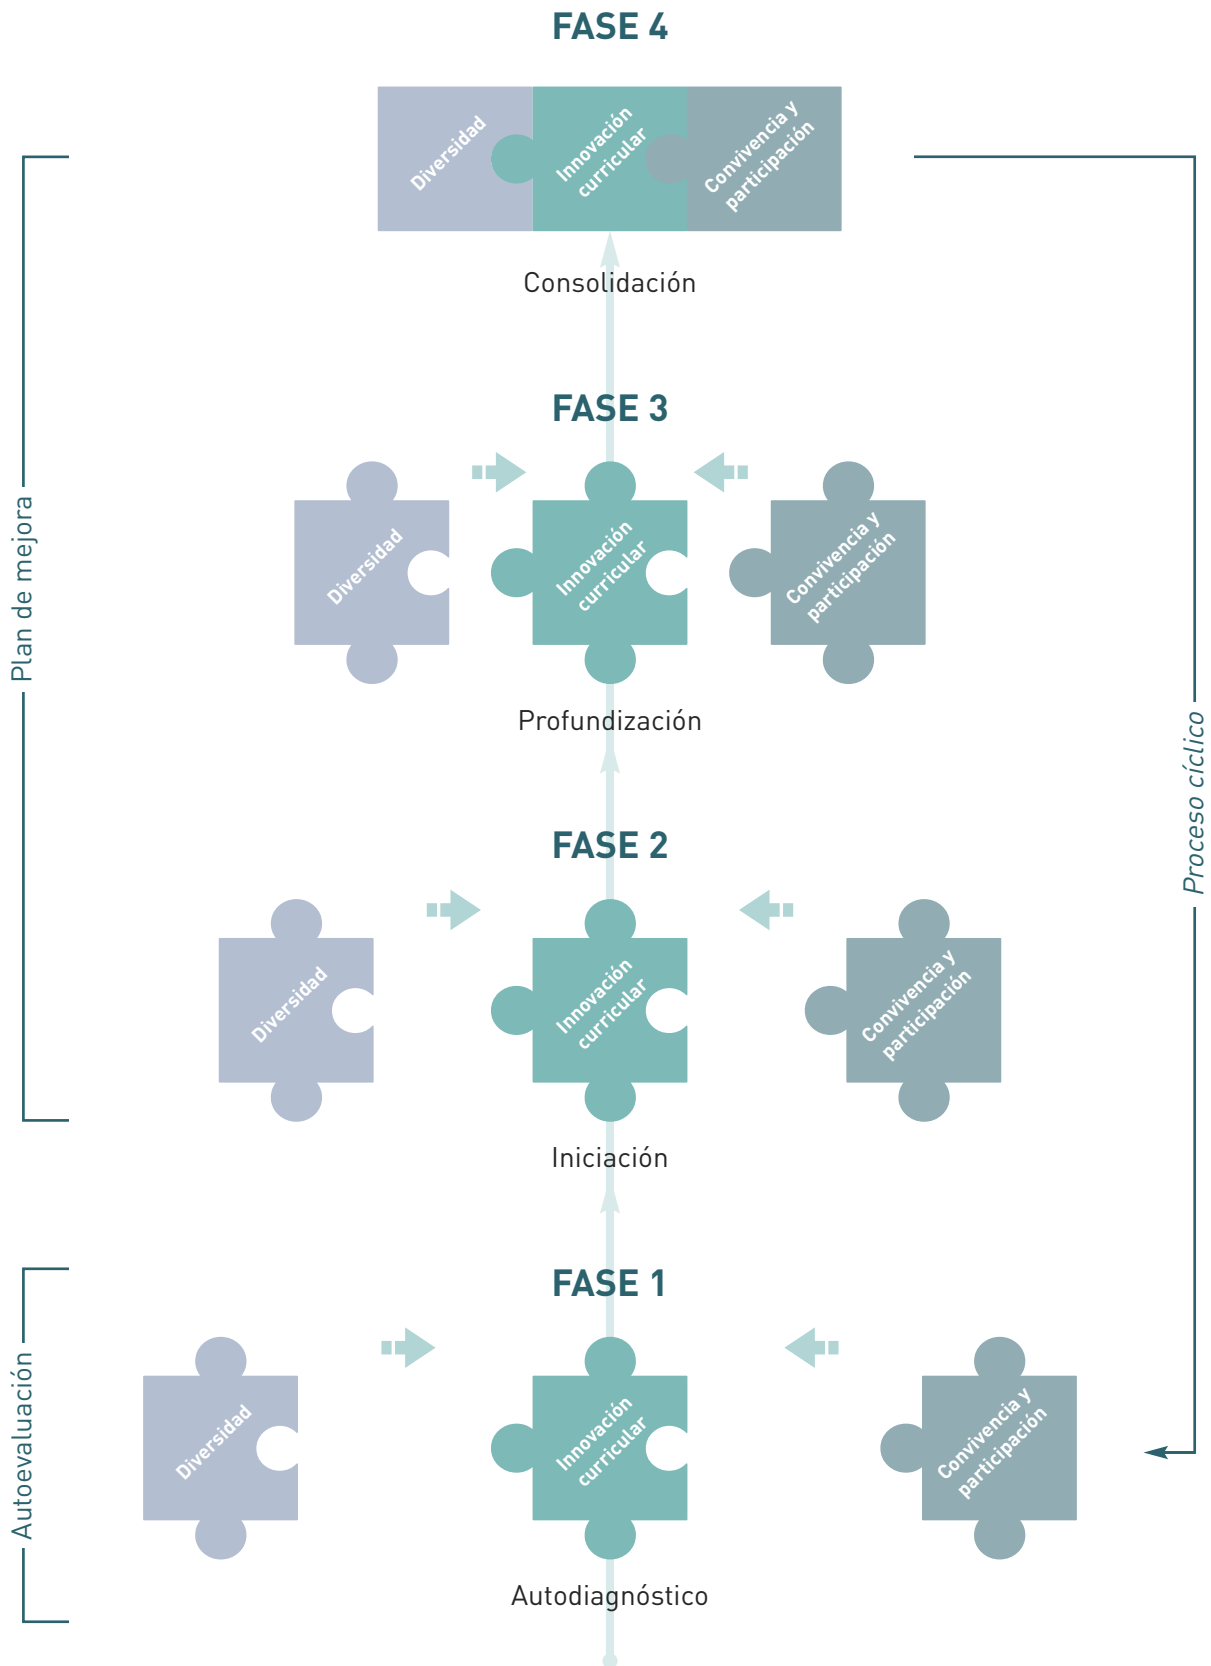 FASE 4
Diversidad
Innovación
curricular
Convivencia y
participación
Consolidación
FASE 3
Diversidad
Innovación
curricular
Convivencia y
participación
Profundización
Plan de mejora
Proceso cíclico
FASE 2
Diversidad
Innovación
curricular
Convivencia y
participación
Iniciación
FASE 1
Diversidad
Innovación
curricular
Convivencia y
participación
Autodiagnóstico
Autoevaluación